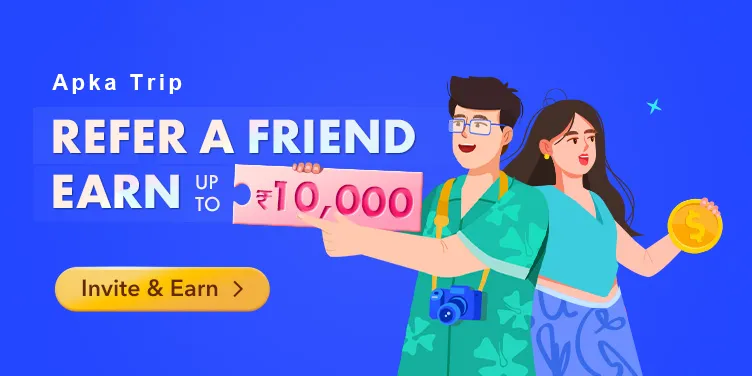 Apka Trip
REFER A FRIEND
EARN UP TO ₹10,000
Invite & Earn >
$